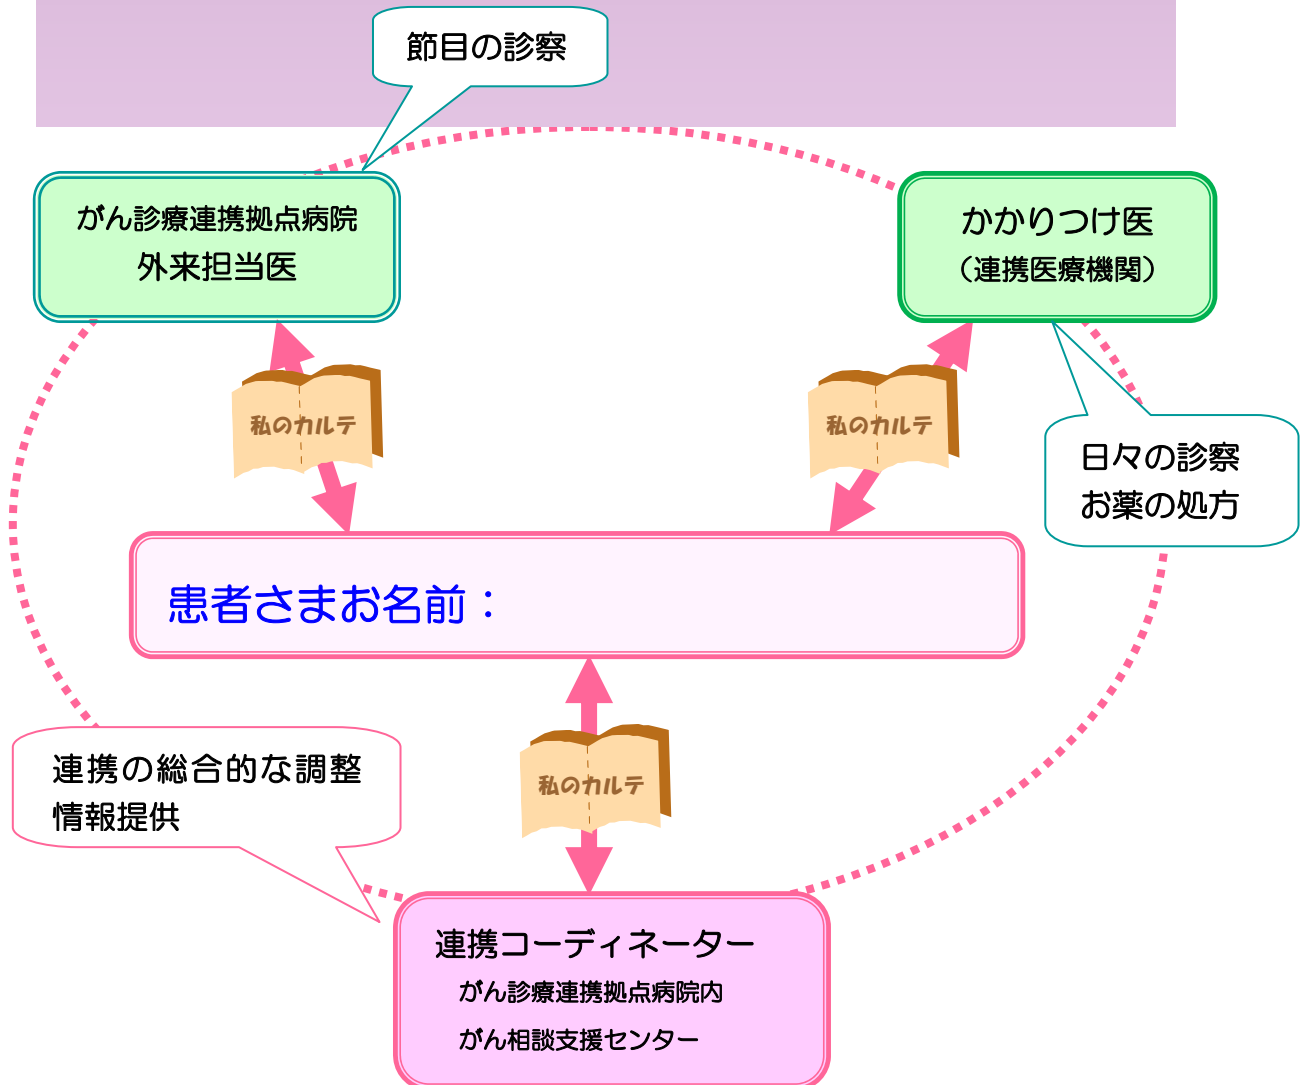 節目の診察
がん診療連携拠点病院
外来担当医
かかりつけ医
（連携医療機関）
私のカルテ
私のカルテ
日々の診察
お薬の処方
患者さまお名前：
連携の総合的な調整
情報提供
私のカルテ
連携コーディネーター
がん診療連携拠点病院内
がん相談支援センター